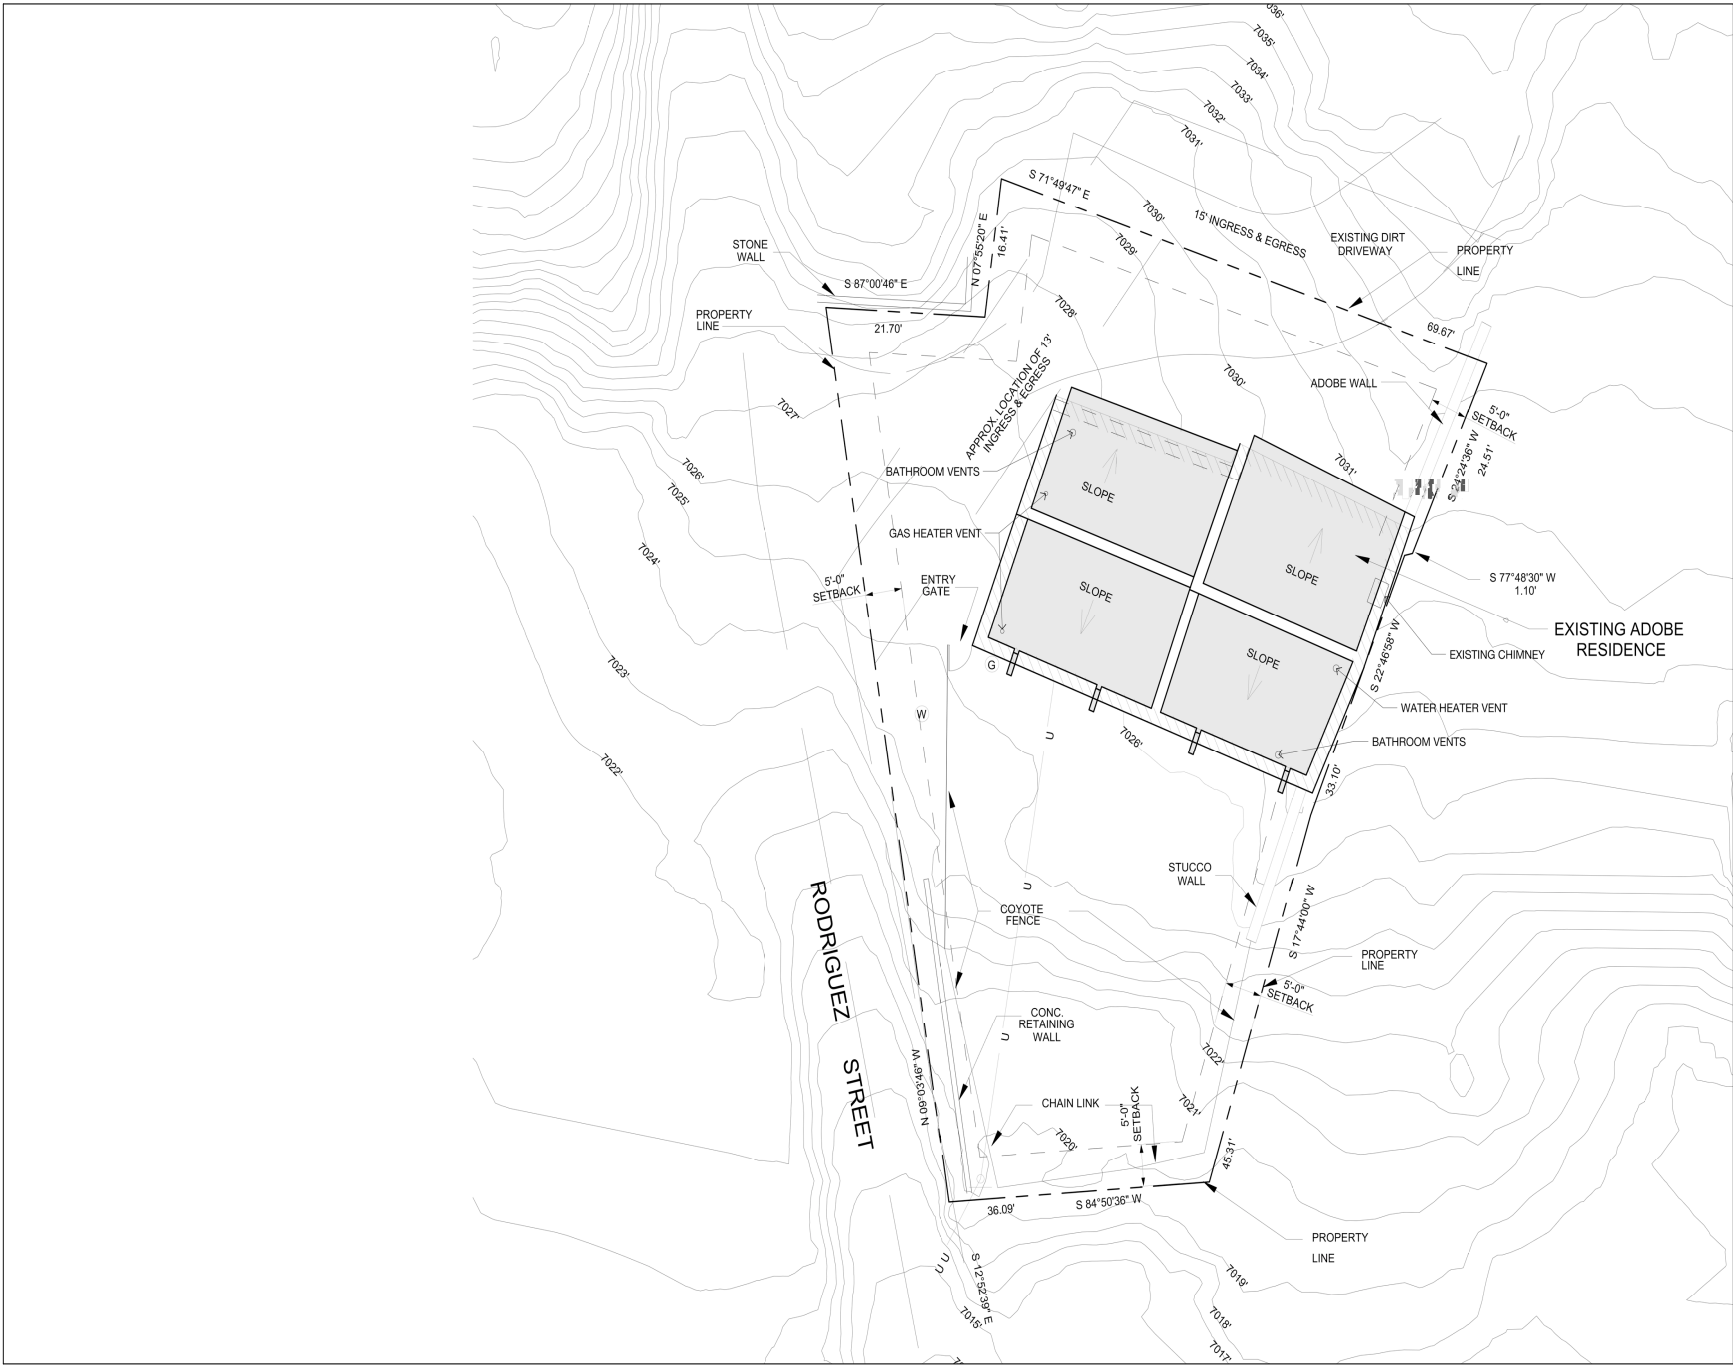 7036'
7035'
7034'
7033'
7032'
7031'
S 71°49'47" E
7030'
15' INGRESS & EGRESS
7029'
EXISTING DIRT
DRIVEWAY
PROPERTY
LINE
STONE
WALL
N 07°55'20" E
16.41'
S 87°00'46" E
21.70'
PROPERTY
LINE
7028'
69.67'
APPROX. LOCATION OF 13'
INGRESS & EGRESS
7030'
ADOBE WALL
5'-0"
SETBACK
7027'
S 24°24'36" W
24.51'
7026'
7025'
BATHROOM VENTS
7031'
SLOPE
GAS HEATER VENT
7024'
SLOPE
SLOPE
5'-0"
SETBACK
ENTRY
GATE
S 77°48'30" W
1.10'
EXISTING ADOBE
RESIDENCE
EXISTING CHIMNEY
S 22°46'58" W
SLOPE
G
7023'
WATER HEATER VENT
W
U
7026'
BATHROOM VENTS
7022'
33.10'
STUCCO
WALL
U
COYOTE
FENCE
S 17°44'00" W
RODRIGUEZ STREET
PROPERTY
LINE
5'-0"
SETBACK
CONC.
RETAINING
WALL
U
7022'
N 09°03'46" W
CHAIN LINK
5'-0"
SETBACK
7021'
7020'
45.31'
36.09'
S 84°50'36" W
PROPERTY
LINE
U U
S 12°52'39" E
7019'
7015'
7018'
7017'